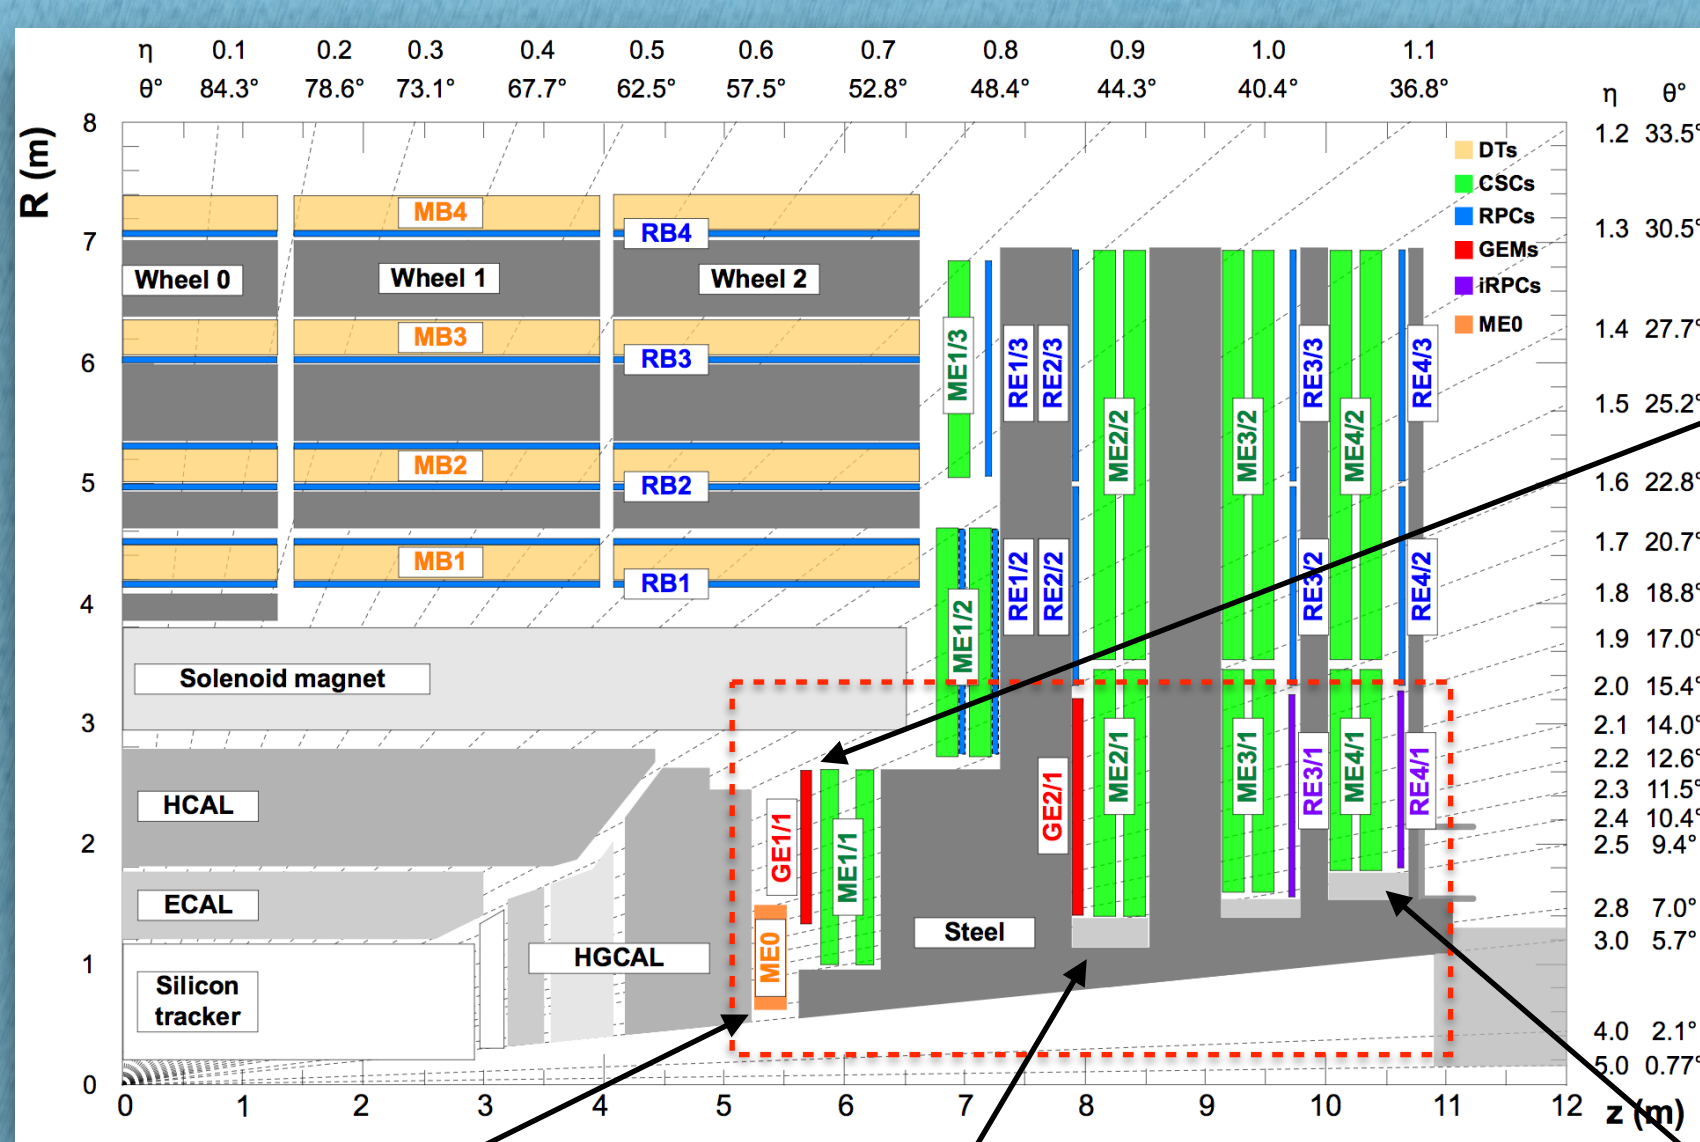 η 0.1 0.2 0.3 0.4 0.5 0.6 0.7 0.8 0.9 1.0 1.1
θ° 84.3° 78.6° 73.1° 67.7° 62.5° 57.5° 52.8° 48.4° 44.3° 40.4° 36.8°
η θ°
1.2 33.5°
1.3 30.5°
1.4 27.7°
1.5 25.2°
1.6 22.8°
1.7 20.7°
1.8 18.8°
1.9 17.0°
2.0 15.4°
2.1 14.0°
2.2 12.6°
2.3 11.5°
2.4 10.4°
2.5 9.4°
2.8 7.0°
3.0 5.7°
4.0 2.1°
5.0 0.77°
R (m)
8
7
6
5
4
3
2
1
0
DTs
CSCs
RPCs
GEMs
iRPCs
ME0
MB4
RB4
Wheel 0
Wheel 1
Wheel 2
MB3
RB3
MB2
RB2
MB1
RB1
Solenoid magnet
HCAL
ECAL
Silicon
tracker
HGCAL
Steel
ME0
GE1/1
ME1/1
ME1/2
ME1/3
RE1/3
RE2/3
RE1/2
RE2/2
GE2/1
ME2/2
ME2/1
ME3/2
ME3/1
RE3/3
RE3/2
RE3/1
ME4/2
ME4/1
RE4/3
RE4/2
RE4/1
0 1 2 3 4 5 6 7 8 9 10 11 12
z (m)